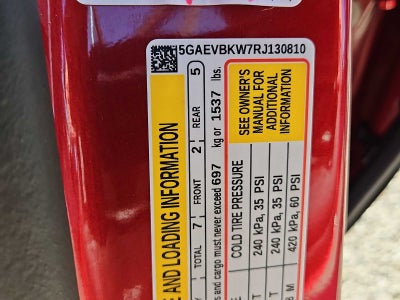 5GAEVBKW7RJ130810
E AND LOADING INFORMATION
TOTAL 7 FRONT 2 REAR 5
s and cargo must never exceed 697 kg or 1537 lbs.
COLD TIRE PRESSURE
240 kPa, 35 PSI
240 kPa, 35 PSI
420 kPa, 60 PSI
SEE OWNER'S
MANUAL FOR
ADDITIONAL
INFORMATION